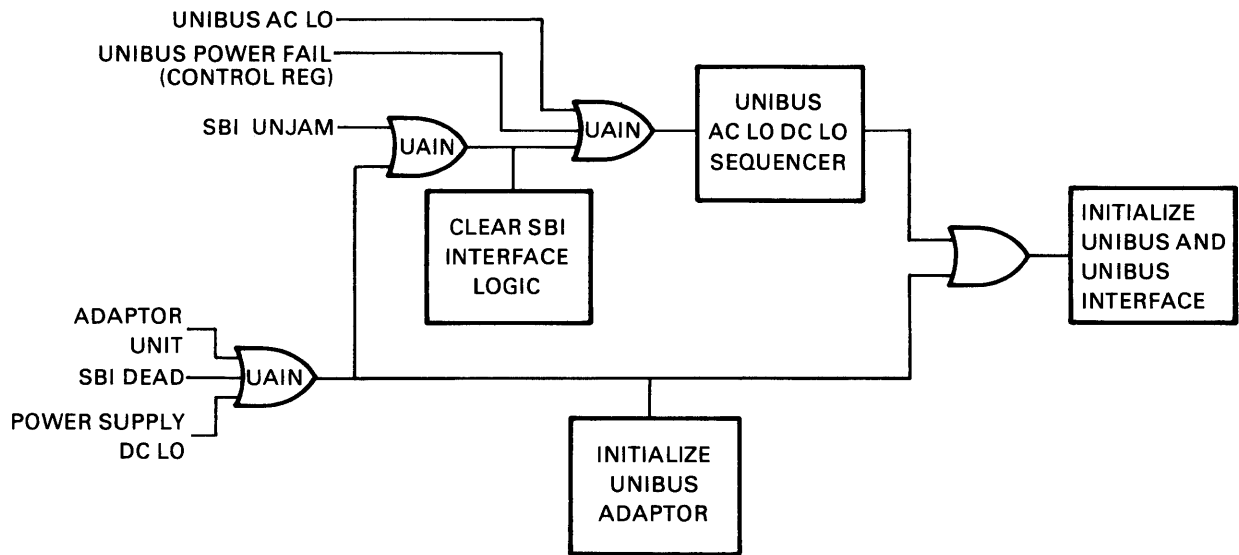 UNIBUS AC LO
UNIBUS POWER FAIL
(CONTROL REG)
SBI UNJAM
UAIN
UAIN
UNIBUS
AC LO DC LO
SEQUENCER
CLEAR SBI
INTERFACE
LOGIC
INITIALIZE
UNIBUS AND
UNIBUS
INTERFACE
ADAPTOR
UNIT
SBI DEAD
POWER SUPPLY
DC LO
UAIN
INITIALIZE
UNIBUS
ADAPTOR